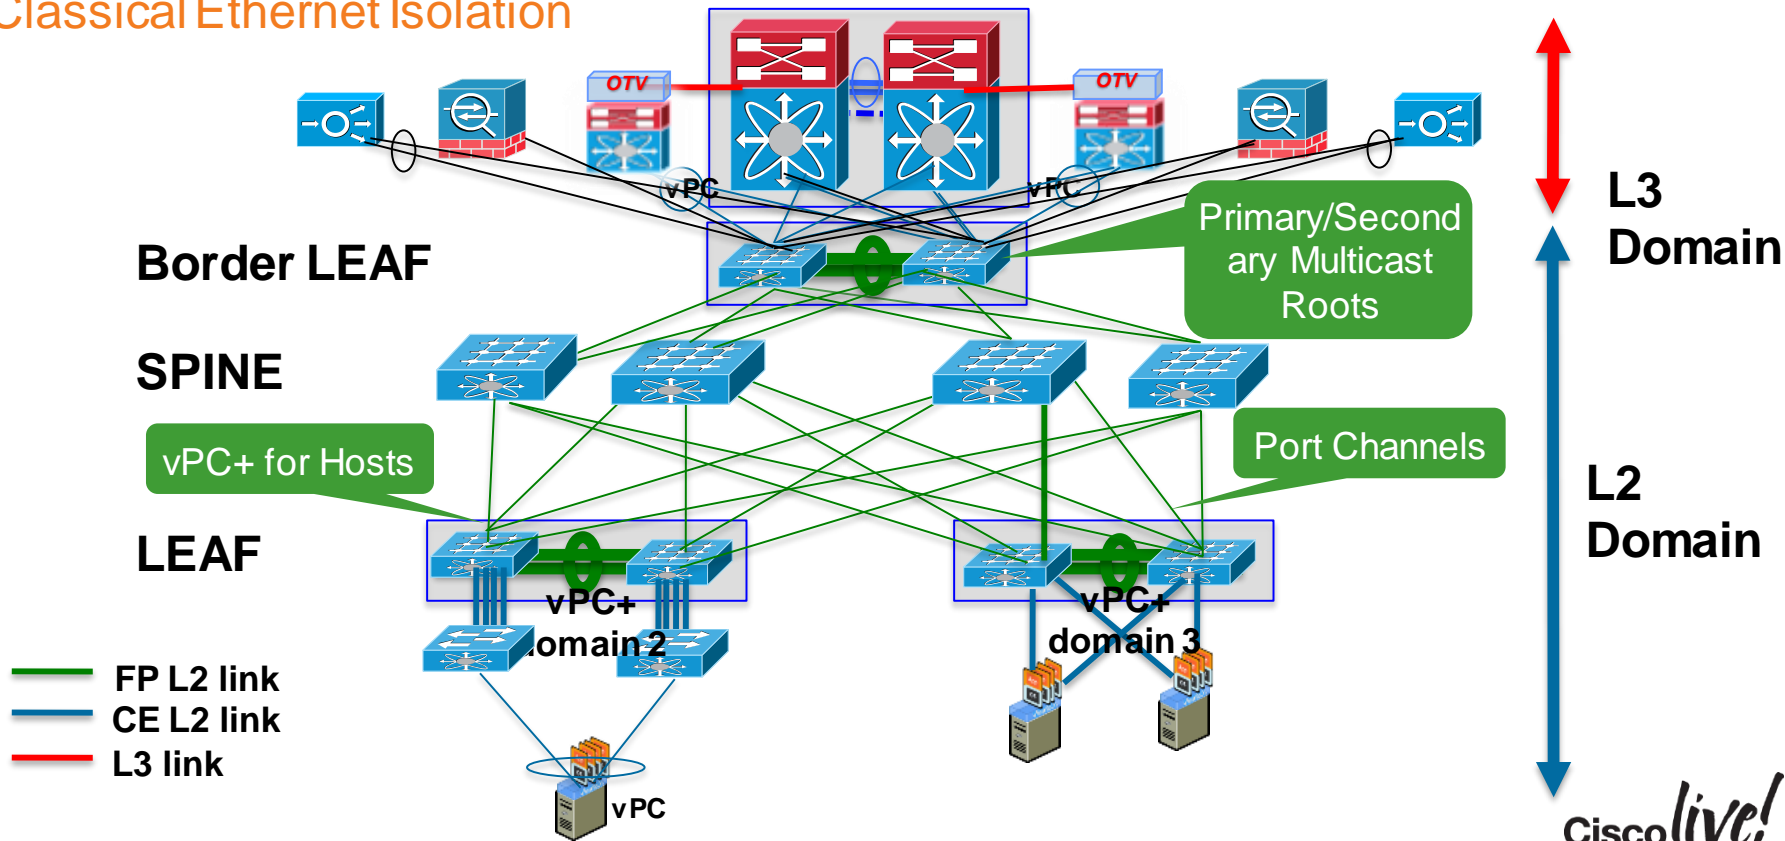 Classical Ethernet Isolation
OTV
OTV
vPC
vPC
L3
Domain
Primary/Second
ary Multicast
Roots
Border LEAF
SPINE
vPC+ for Hosts
Port Channels
L2
Domain
LEAF
vPC+
omain 2
vPC+
domain 3
FP L2 link
CE L2 link
L3 link
vPC
Cisco live!